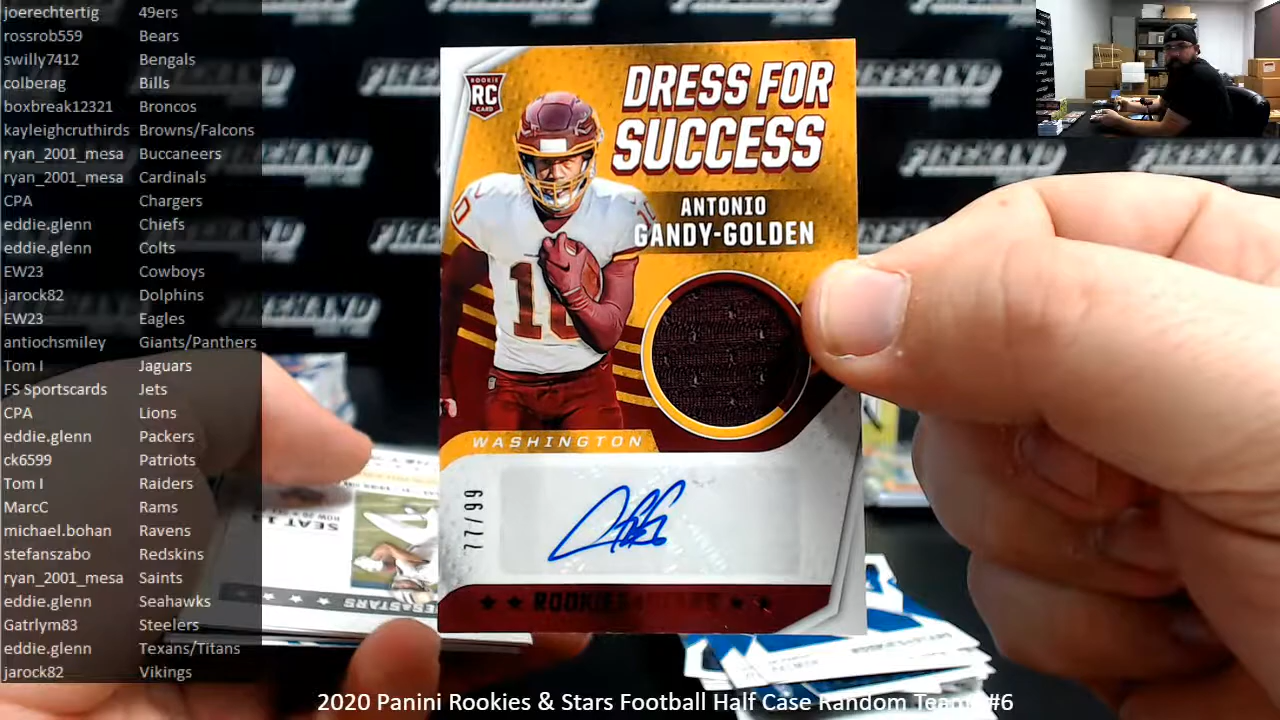 joerechtertig 49ers
rossrob559 Bears
swilly7412 Bengals
colberag Bills
boxbreak12321 Broncos
kayleighcruthirds Browns/Falcons
ryan_2001_mesa Buccaneers
ryan_2001_mesa Cardinals
CPA Chargers
eddie.glenn Chiefs
eddie.glenn Colts
EW23 Cowboys
jarock82 Dolphins
EW23 Eagles
antiochsmiley Giants/Panthers
Tom I Jaguars
FS Sportscards Jets
CPA Lions
eddie.glenn Packers
ck6599 Patriots
Tom I Raiders
MarcC Rams
michael.bohan Ravens
stefanszabo Redskins
ryan_2001_mesa Saints
eddie.glenn Seahawks
Gatrlym83 Steelers
eddie.glenn Texans/Titans
jarock82 Vikings
ROOKIE
RC
CARD
DRESS FOR
SUCCESS
ANTONIO
GANDY-GOLDEN
10
WASHINGTON
77/99
FIREHAND
SEAT
2020 Panini Rookies & Stars Football Half Case Random Teams #6